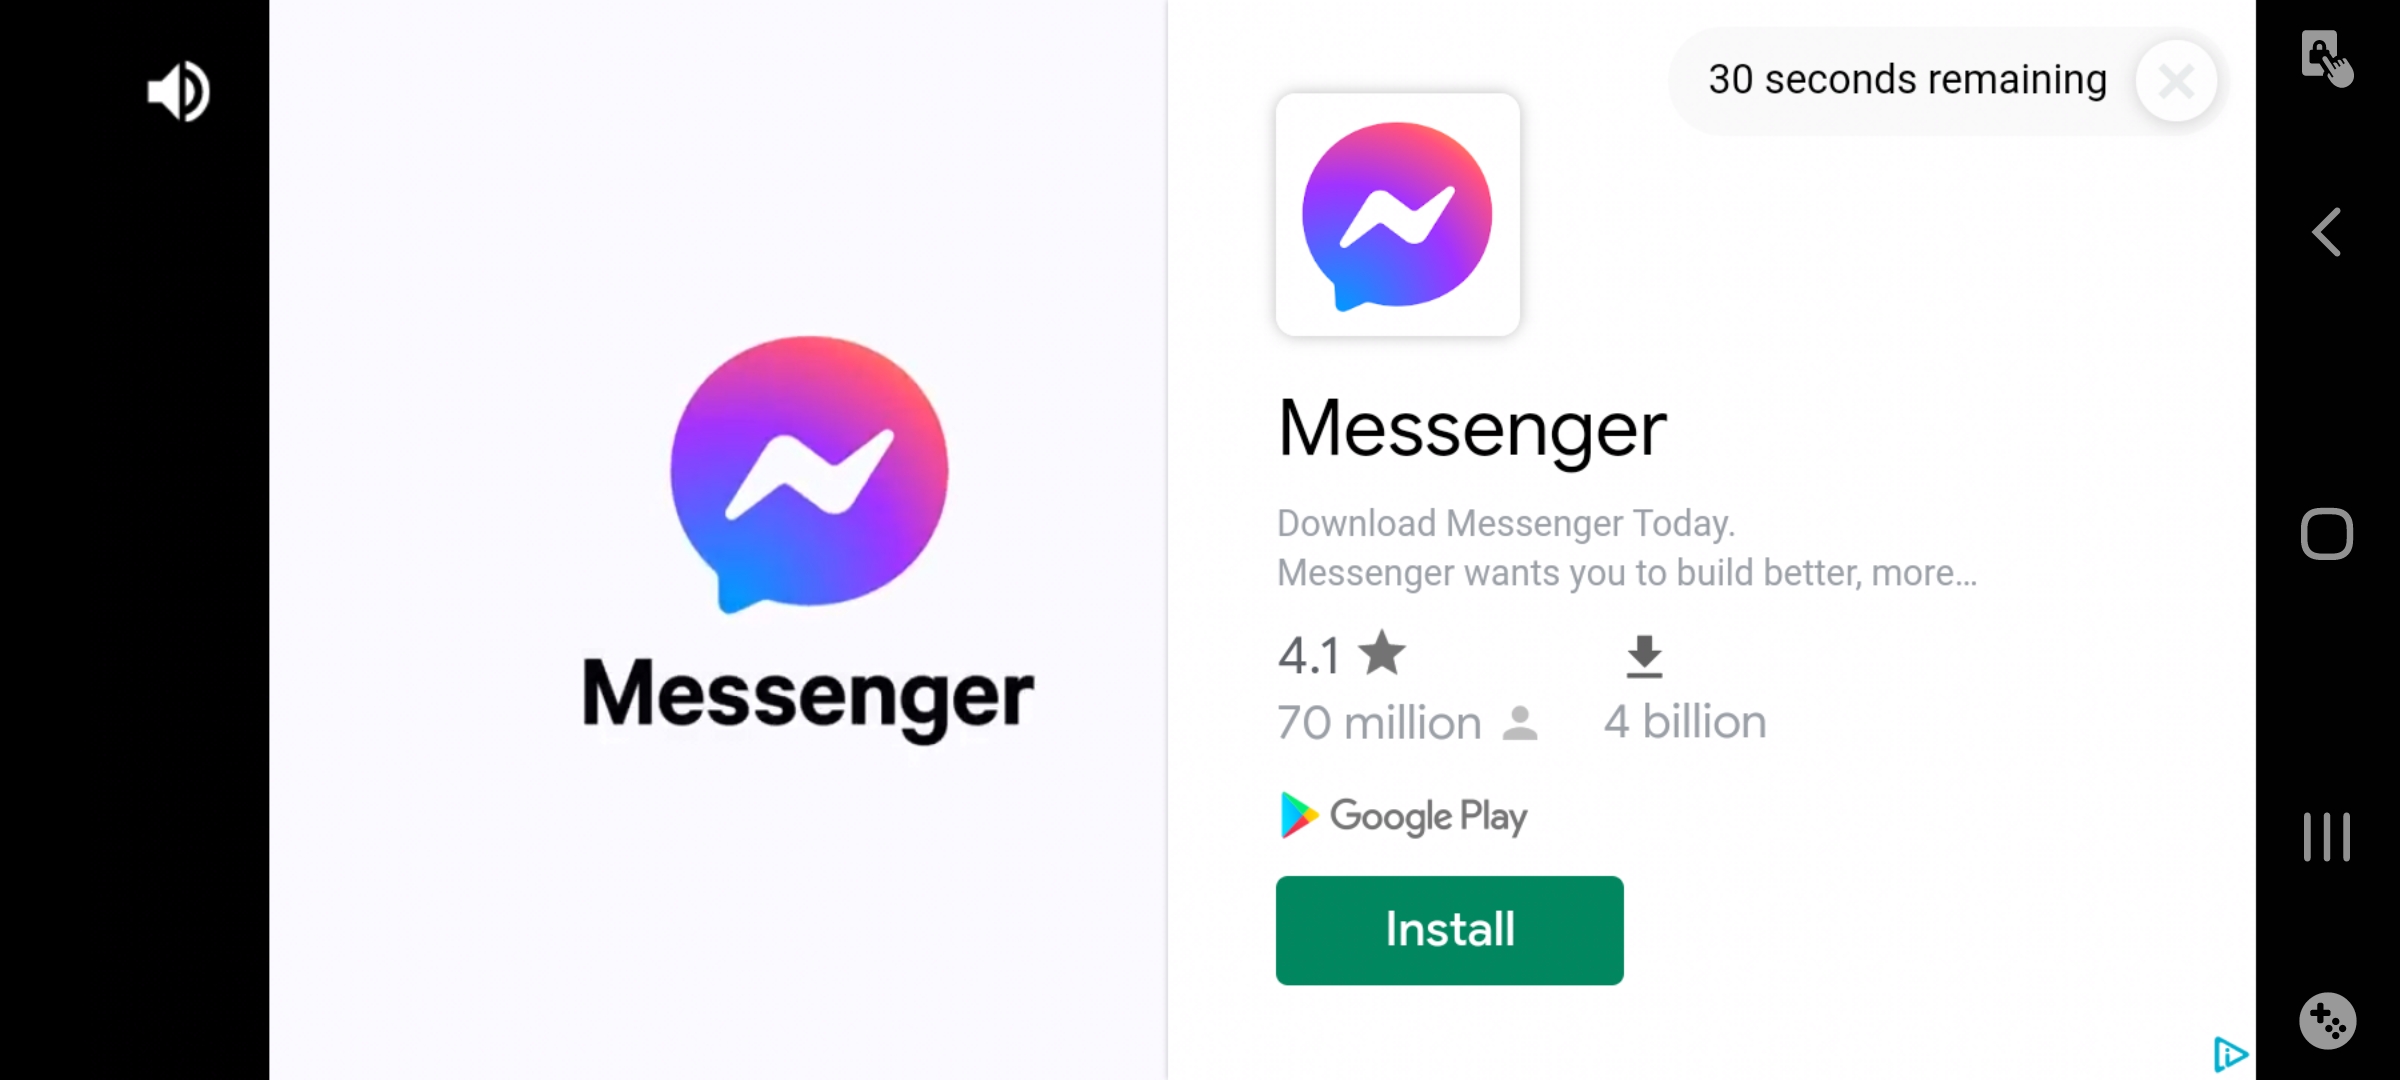 30 seconds remaining
Messenger
Messenger
Download Messenger Today.
Messenger wants you to build better, more...
4.1
70 million
4 billion
Google Play
Install